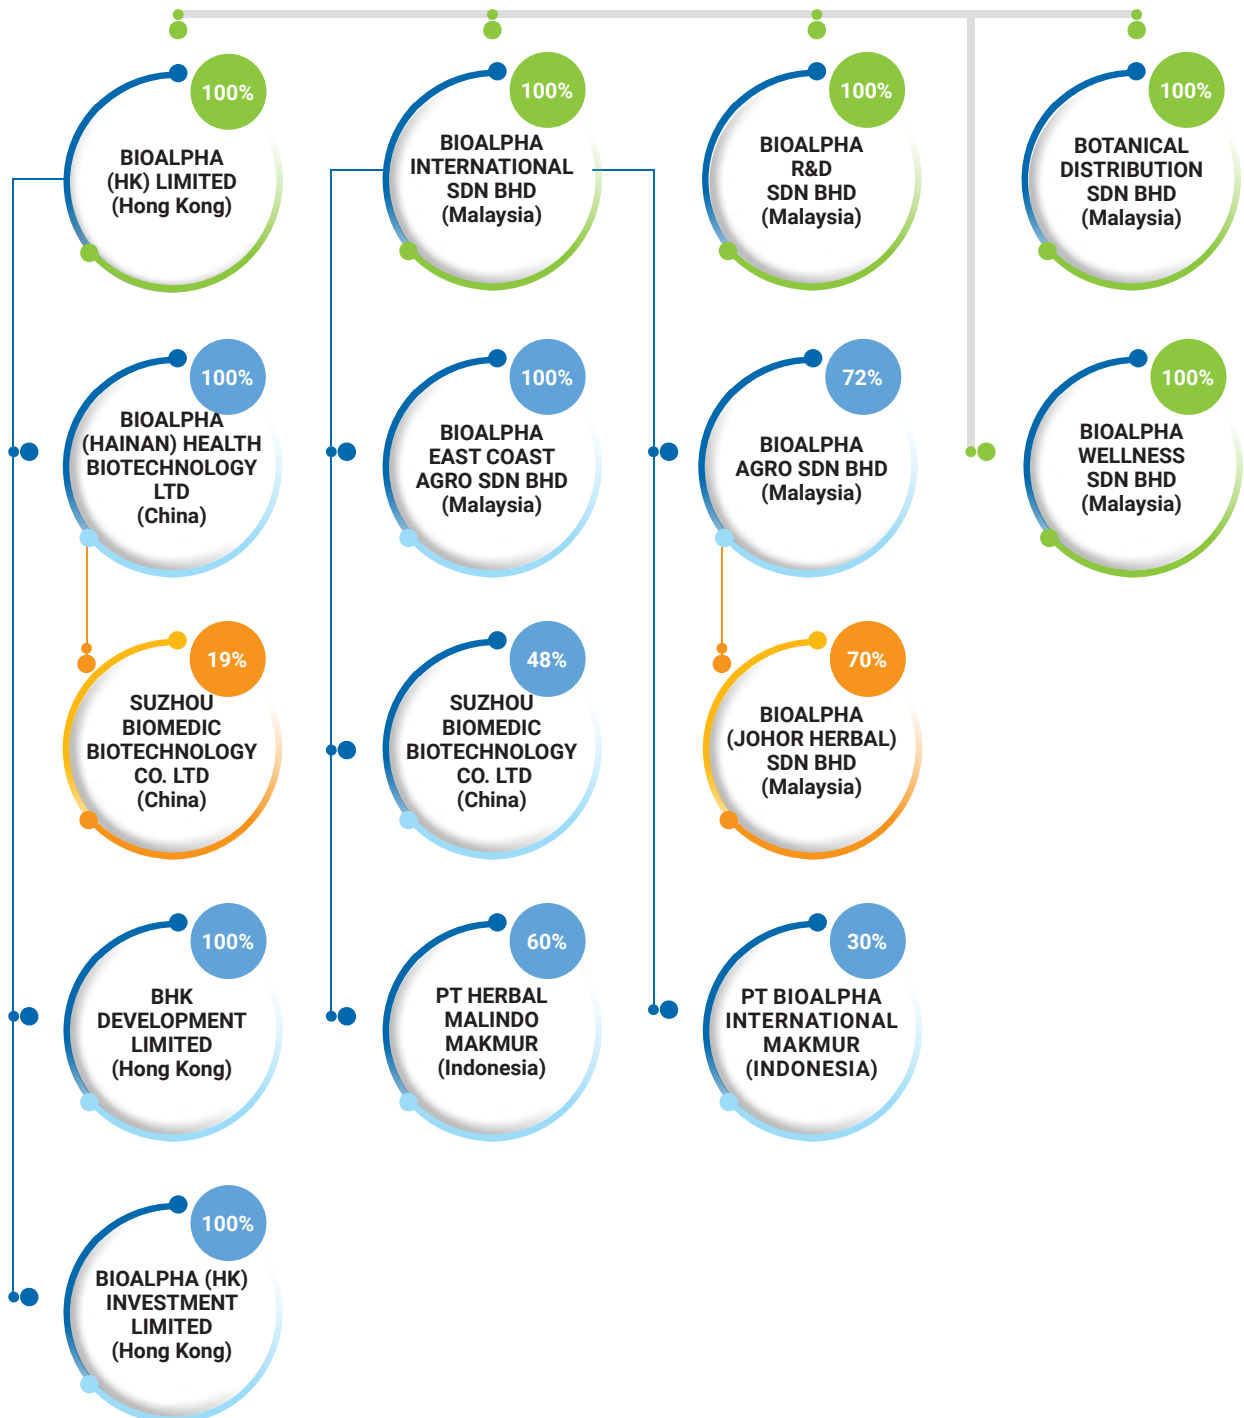 100%
BIOALPHA
(HK) LIMITED
(Hong Kong)
100%
BIOALPHA
INTERNATIONAL
SDN BHD
(Malaysia)
100%
BIOALPHA
R&D
SDN BHD
(Malaysia)
100%
BOTANICAL
DISTRIBUTION
SDN BHD
(Malaysia)
100%
BIOALPHA
(HAINAN) HEALTH
BIOTECHNOLOGY
LTD
(China)
100%
BIOALPHA
EAST COAST
AGRO SDN BHD
(Malaysia)
72%
BIOALPHA
AGRO SDN BHD
(Malaysia)
100%
BIOALPHA
WELLNESS
SDN BHD
(Malaysia)
19%
SUZHOU
BIOMEDIC
BIOTECHNOLOGY
CO. LTD
(China)
48%
SUZHOU
BIOMEDIC
BIOTECHNOLOGY
CO. LTD
(China)
70%
BIOALPHA
(JOHOR HERBAL)
SDN BHD
(Malaysia)
100%
BHK
DEVELOPMENT
LIMITED
(Hong Kong)
60%
PT HERBAL
MALINDO
MAKMUR
(Indonesia)
30%
PT BIOALPHA
INTERNATIONAL
MAKMUR
(INDONESIA)
100%
BIOALPHA (HK)
INVESTMENT
LIMITED
(Hong Kong)